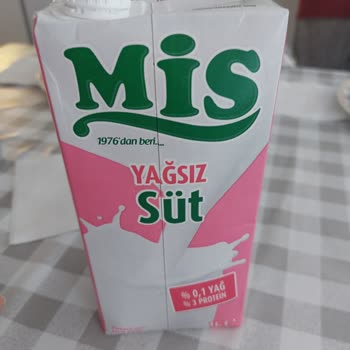 Mis
1976'dan beri...
YAĞSIZ
Süt
% 0,1 YAĞ
% 3 PROTEİN